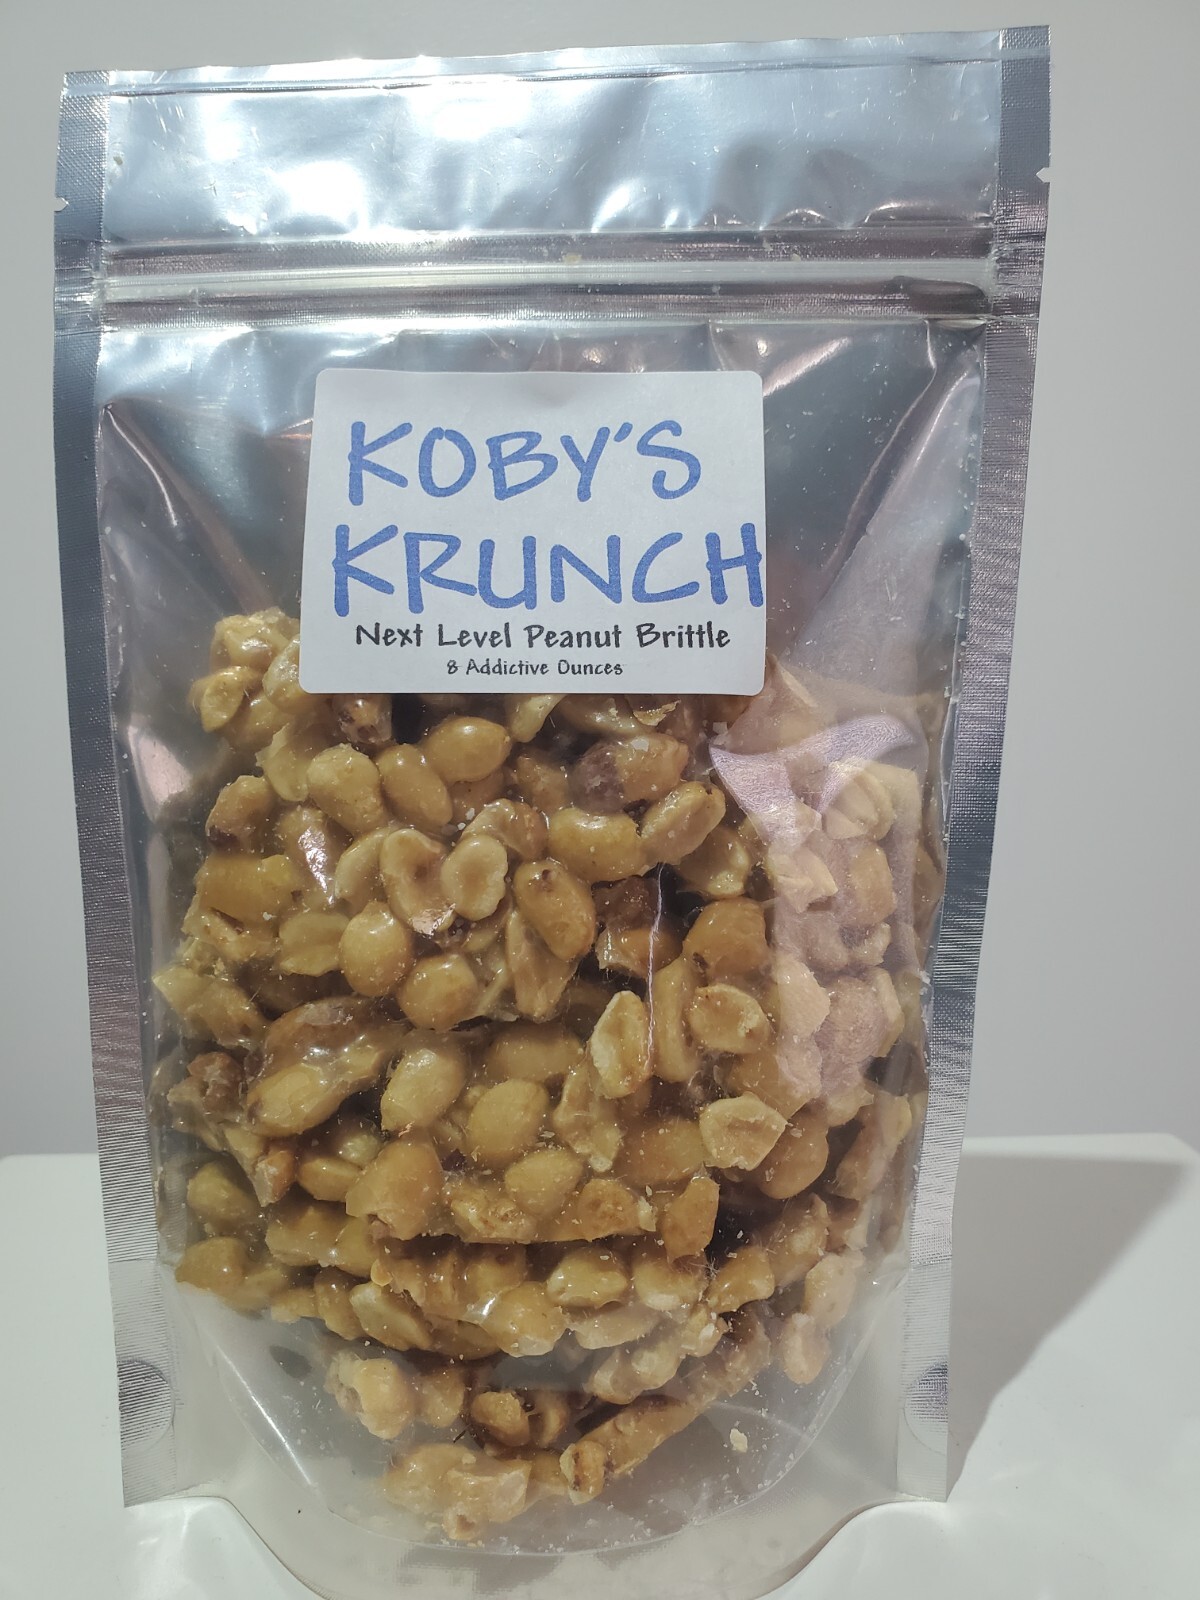 KOBY'S
KRUNCH
Next Level Peanut Brittle
8 Addictive Ounces